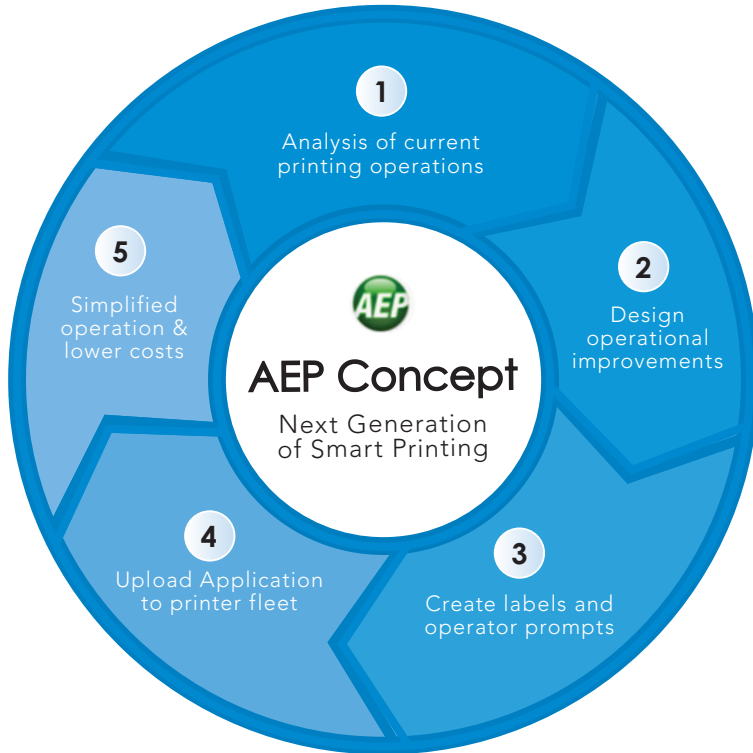 1
Analysis of current
printing operations
2
Design
operational
improvements
3
Create labels and
operator prompts
4
Upload Application
to printer fleet
5
Simplified
operation &
lower costs
AEP
AEP Concept
Next Generation
of Smart Printing